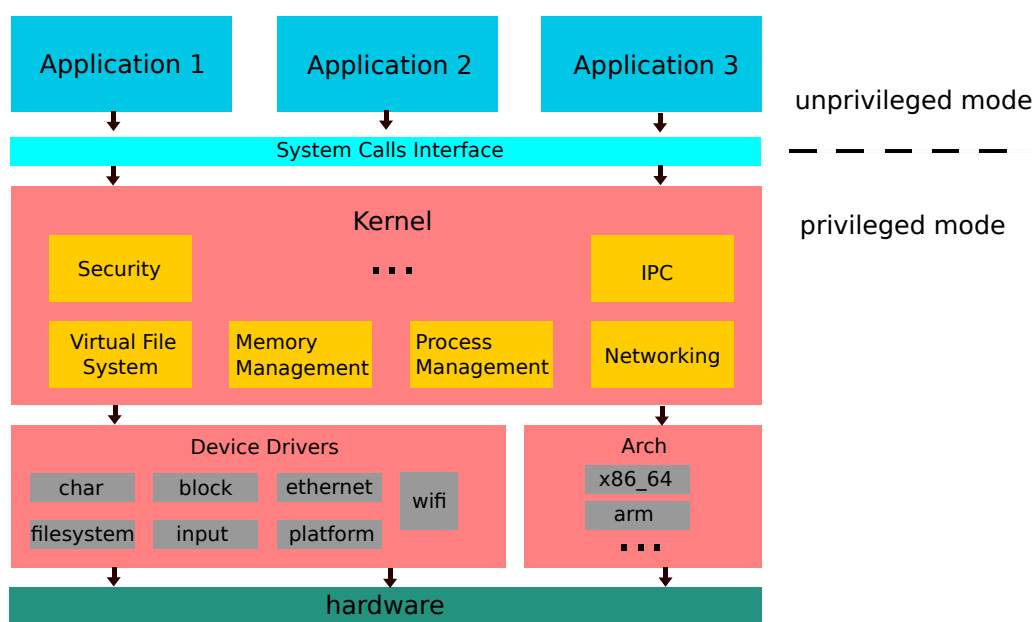 Application 1
Application 2
Application 3
unprivileged mode
System Calls Interface
privileged mode
Kernel
Security
...
IPC
Virtual File
System
Memory
Management
Process
Management
Networking
Device Drivers
char
block
ethernet
wifi
filesystem
input
platform
Arch
x86_64
arm
...
hardware